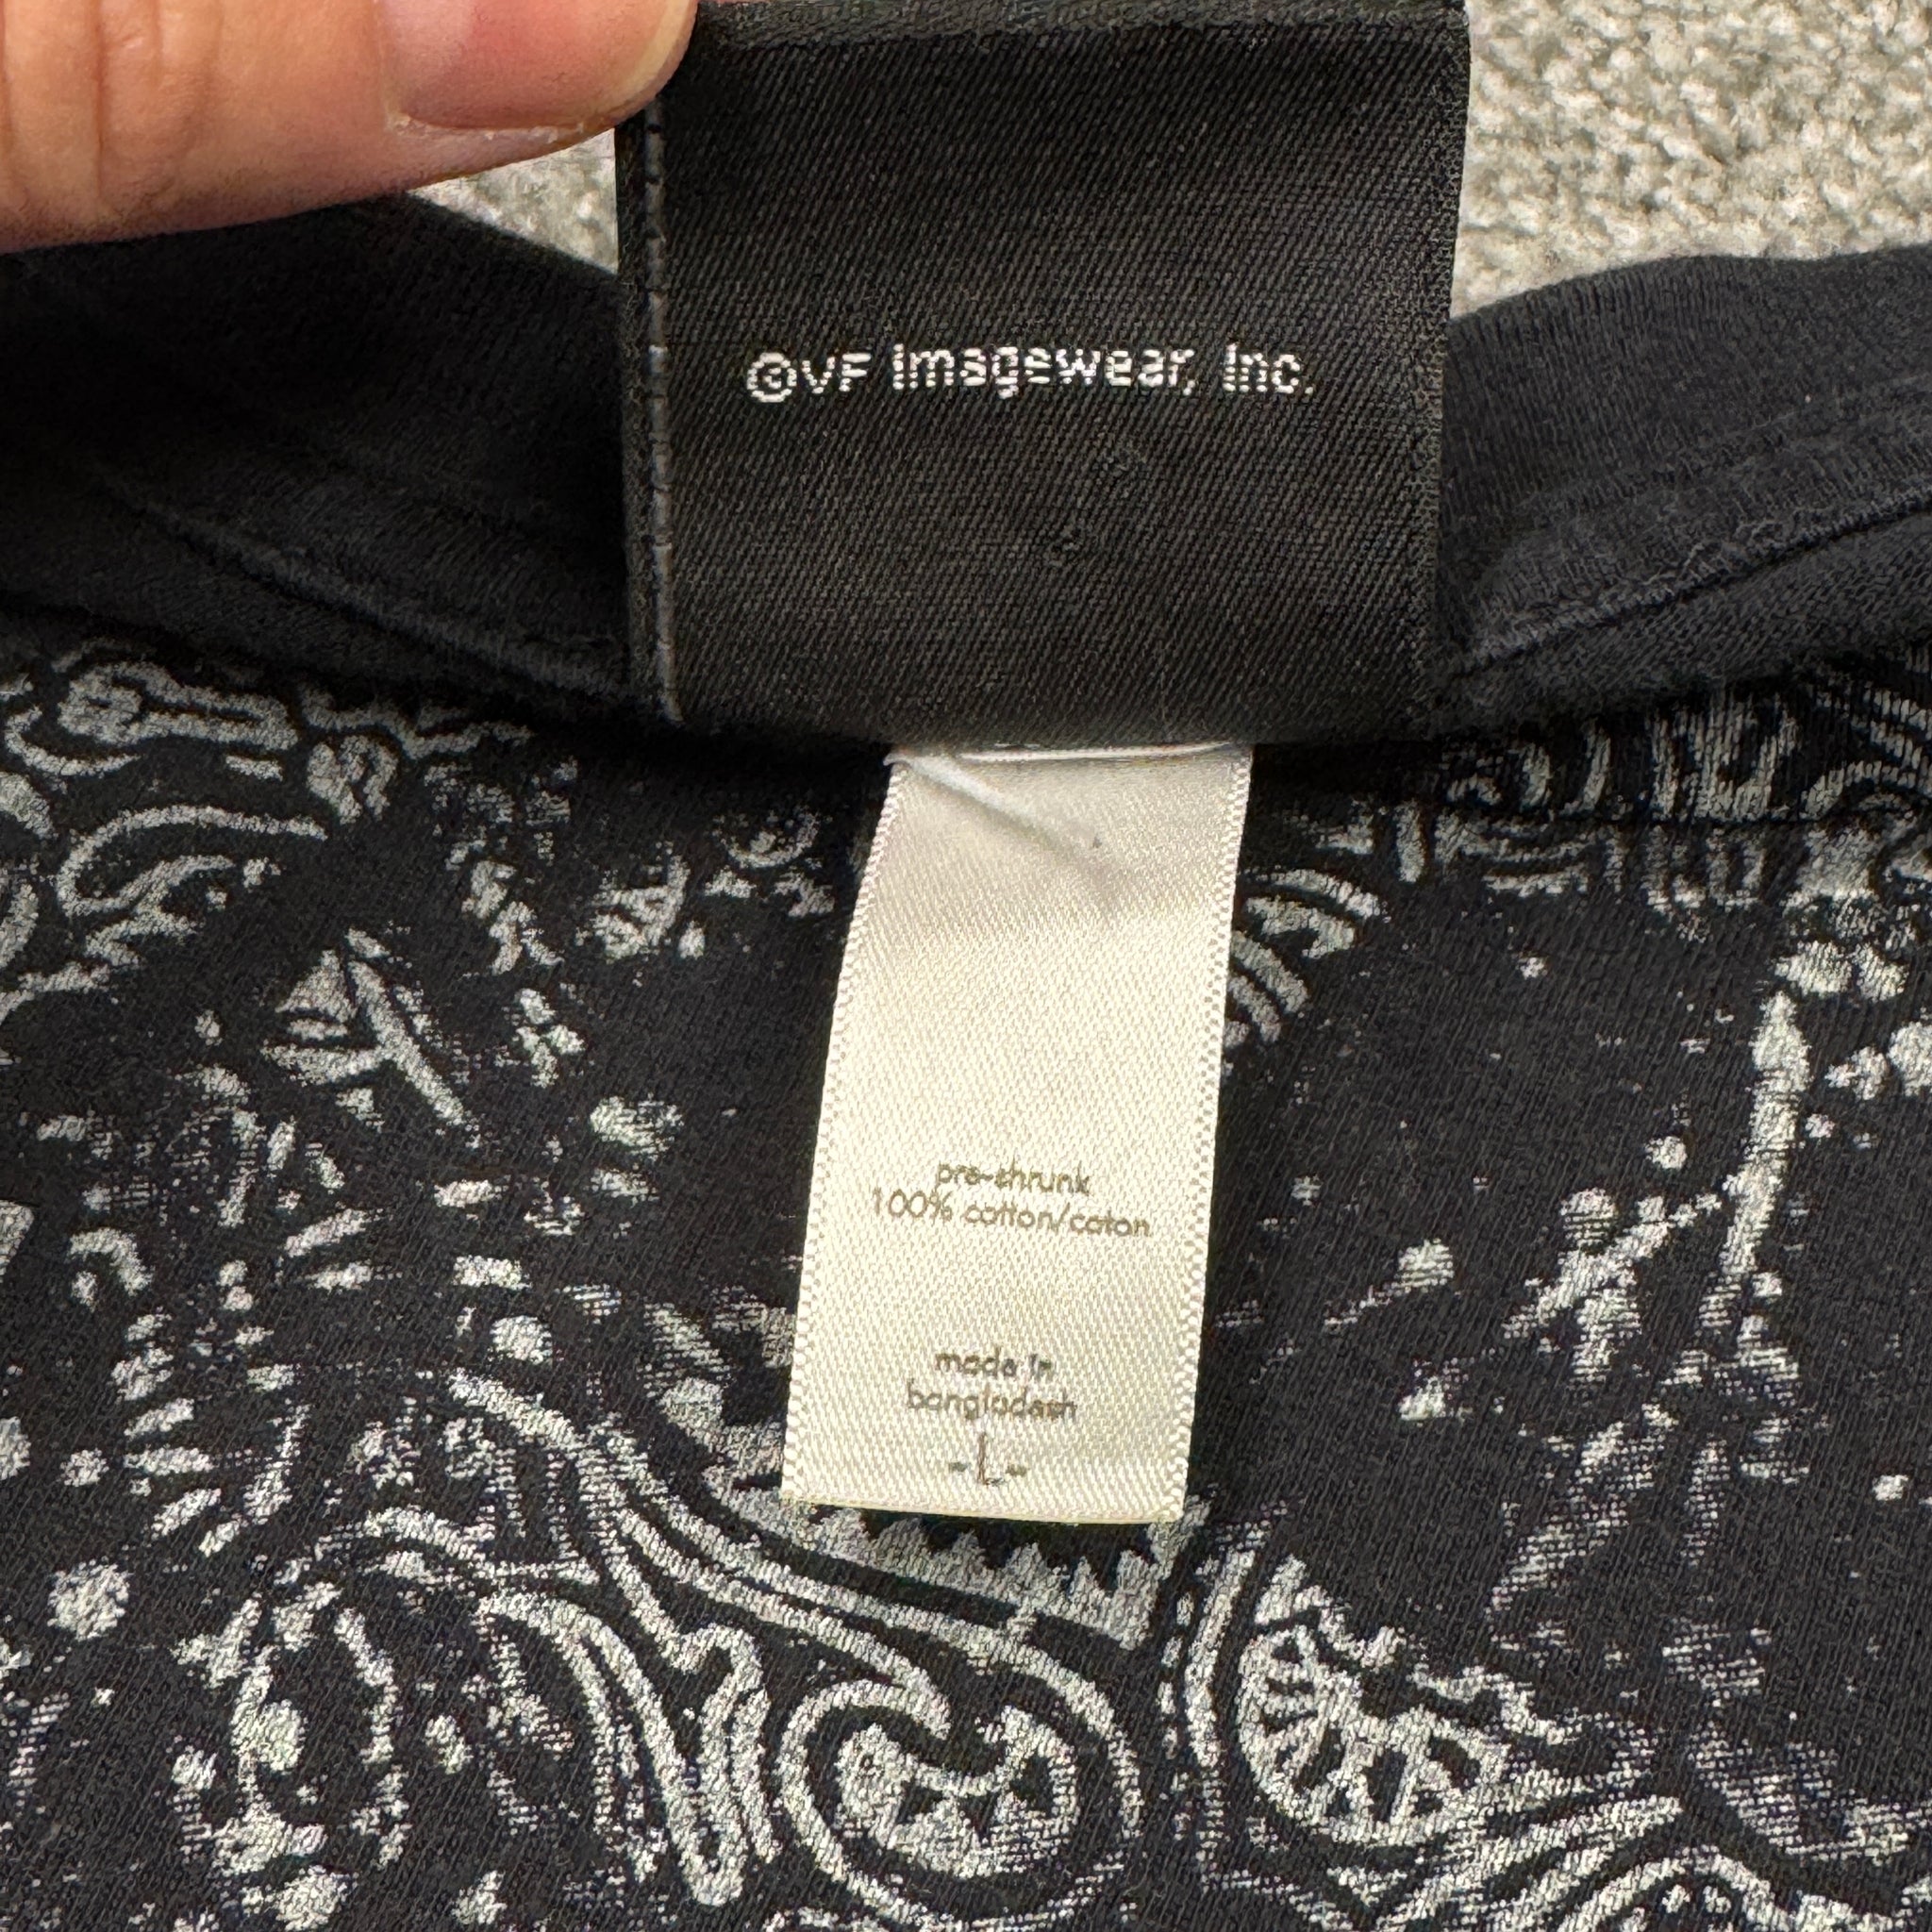 ©VF Imagewear, Inc.
pre-shrunk
100% cotton/coton
made in
bangladesh
-L-